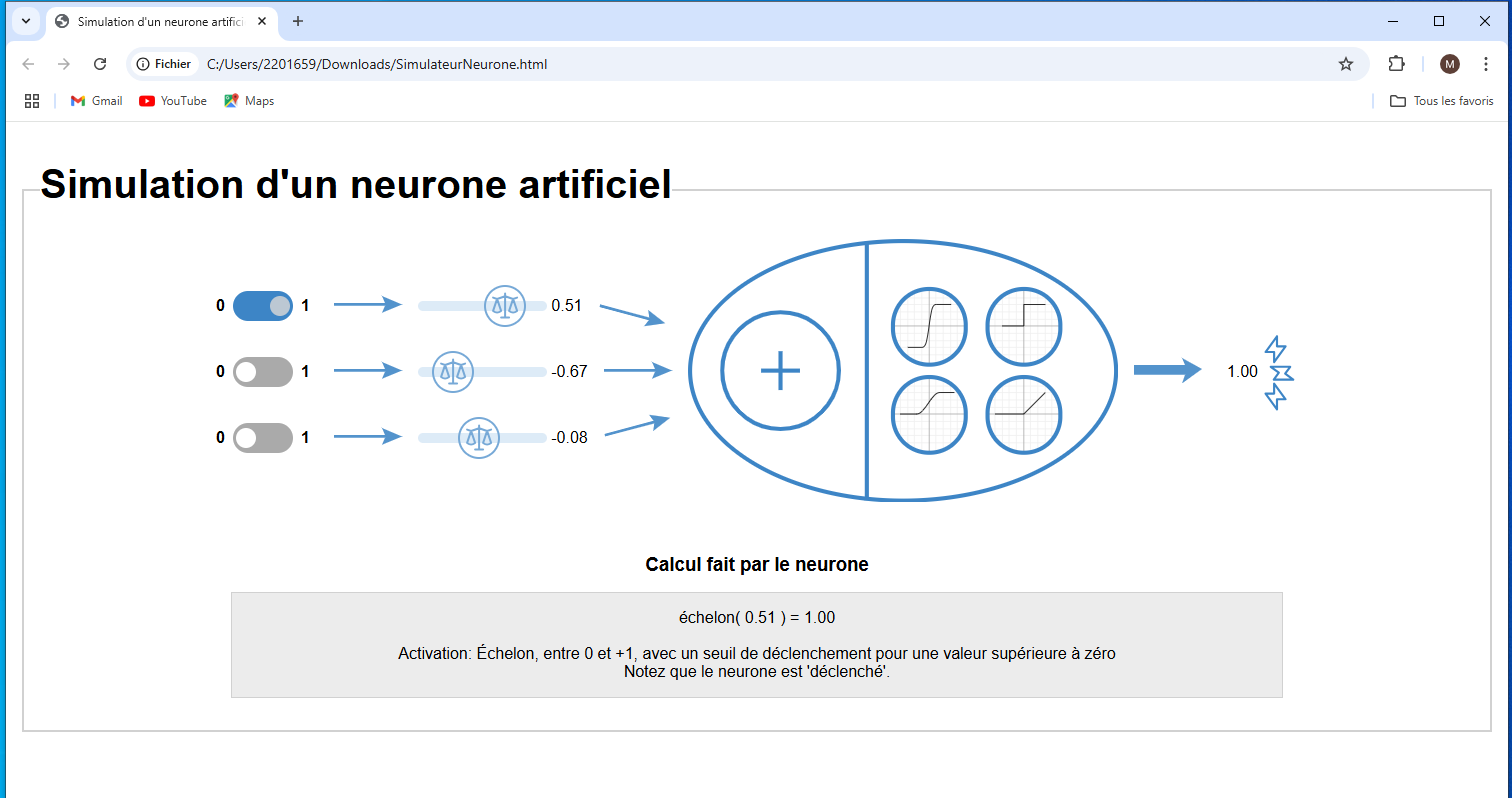 Simulation d'un neurone artific
Fichier C:/Users/2201659/Downloads/SimulateurNeurone.html
M
Gmail YouTube Maps Tous les favoris
Simulation d'un neurone artificiel
0 1 0.51
0 1 -0.67 1.00
0 1 -0.08
Calcul fait par le neurone
échelon( 0.51 ) = 1.00
Activation: Échelon, entre 0 et +1, avec un seuil de déclenchement pour une valeur supérieure à zéro
Notez que le neurone est 'déclenché'.